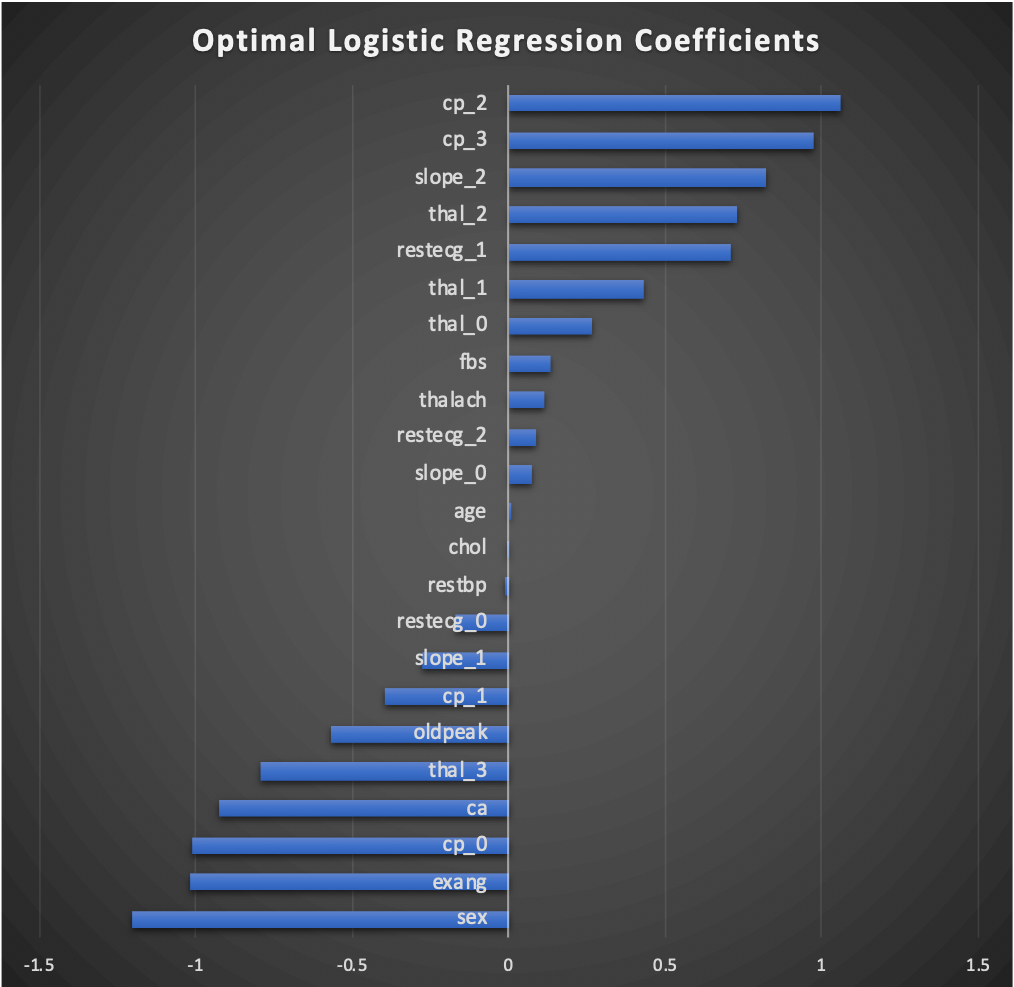 Optimal Logistic Regression Coefficients
cp_2
cp_3
slope_2
thal_2
restecg_1
thal_1
thal_0
fbs
thalach
restecg_2
slope_0
age
chol
restbp
restecg_0
slope_1
cp_1
oldpeak
thal_3
ca
cp_0
exang
sex
-1.5 -1 -0.5 0 0.5 1 1.5